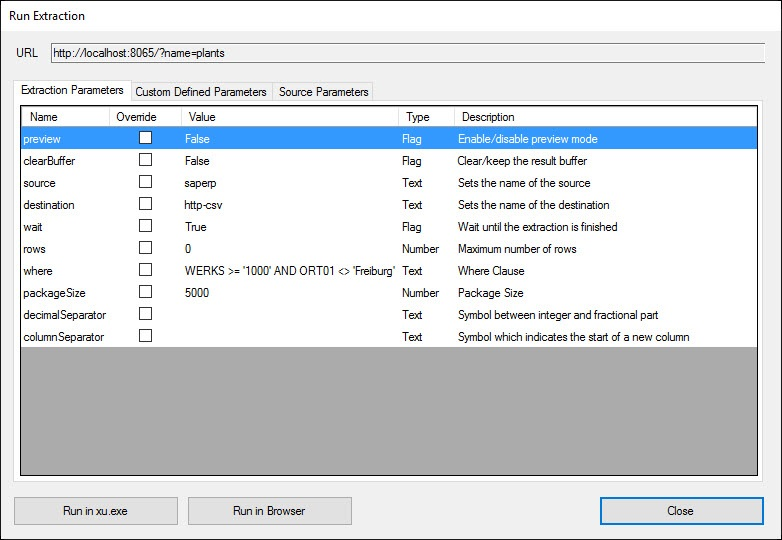 Run Extraction
URL http://localhost:8065/?name=plants
Extraction Parameters Custom Defined Parameters Source Parameters
Name Override Value Type Description
preview False Flag Enable/disable preview mode
clearBuffer False Flag Clear/keep the result buffer
source saperp Text Sets the name of the source
destination http-csv Text Sets the name of the destination
wait True Flag Wait until the extraction is finished
rows 0 Number Maximum number of rows
where WERKS >= '1000' AND ORT01 <> 'Freiburg' Text Where Clause
packageSize 5000 Number Package Size
decimalSeparator Text Symbol between integer and fractional part
columnSeparator Text Symbol which indicates the start of a new column
Run in xu.exe Run in Browser Close